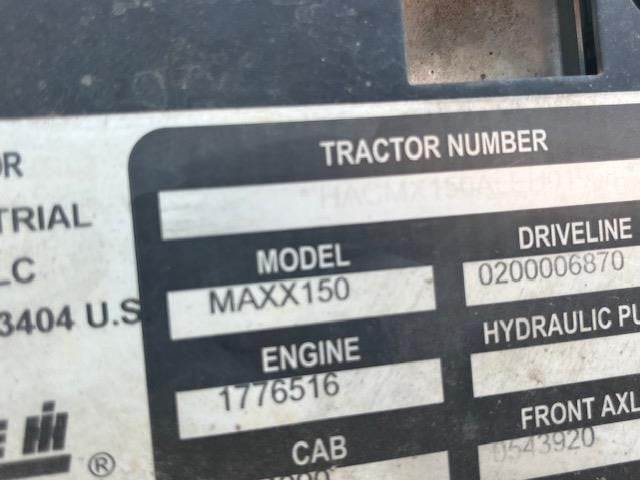 OR
TRACTOR NUMBER
TRIAL
LC
MODEL
DRIVELINE
MAXX150
0200006870
3404 U.S
ENGINE
HYDRAULIC PU
1776516
FRONT AXL
CAB
0543920
®